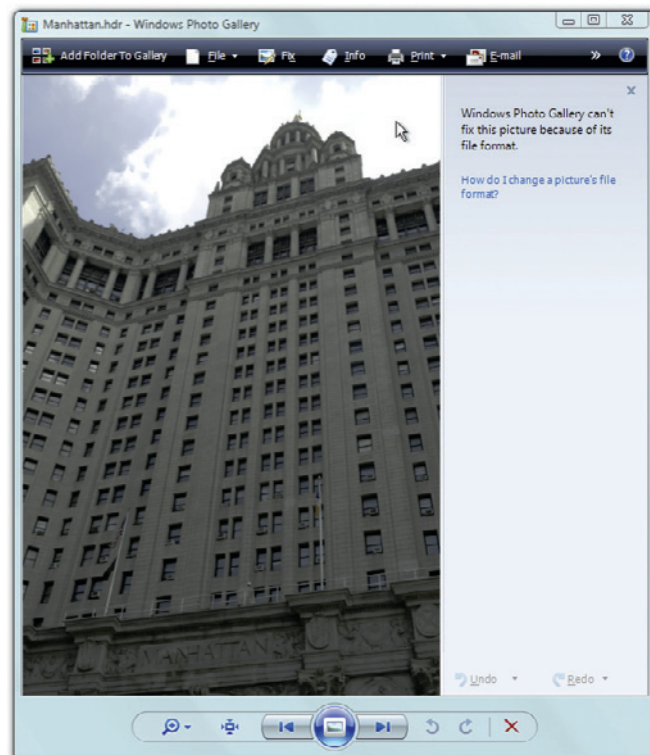 Manhattan.hdr - Windows Photo Gallery
Add Folder To Gallery File Fix Info Print E-mail »
Windows Photo Gallery can't
fix this picture because of its
file format.
How do I change a picture's file
format?
MANHATTAN
Undo Redo